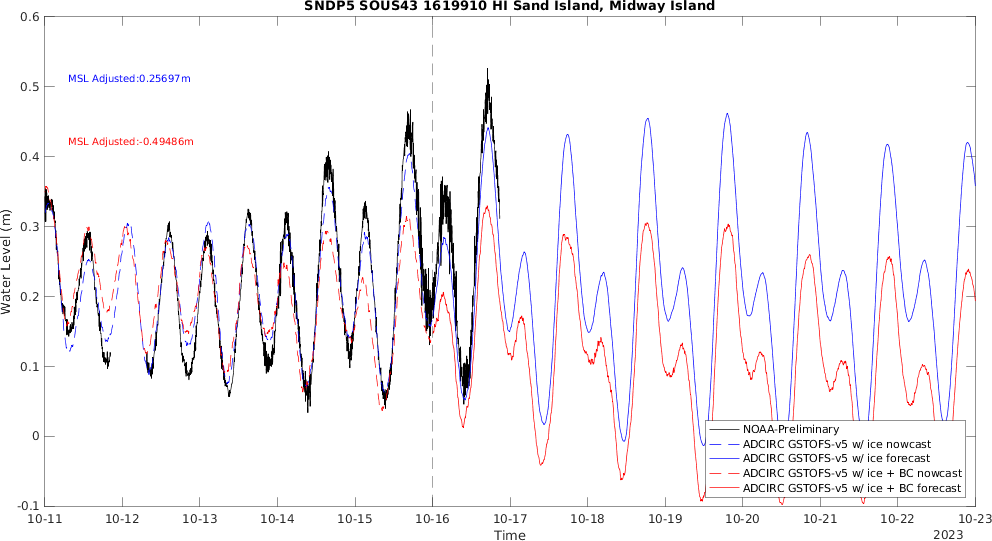 SNDP5 SOUS43 1619910 HI Sand Island, Midway Island
0.6
0.5
0.4
0.3
0.2
0.1
0
-0.1
Water Level (m)
MSL Adjusted:0.25697m
MSL Adjusted:-0.49486m
NOAA-Preliminary
ADCIRC GSTOFS-v5 w/ ice nowcast
ADCIRC GSTOFS-v5 w/ ice forecast
ADCIRC GSTOFS-v5 w/ ice + BC nowcast
ADCIRC GSTOFS-v5 w/ ice + BC forecast
10-11 10-12 10-13 10-14 10-15 10-16 10-17 10-18 10-19 10-20 10-21 10-22 10-23
Time
2023